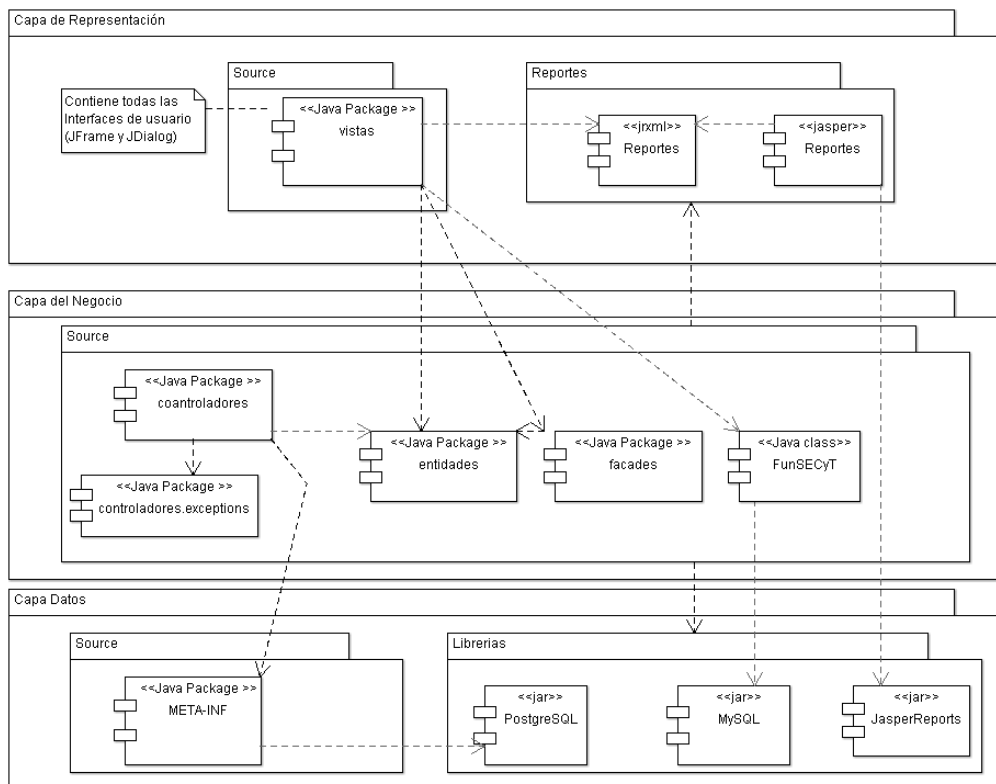 Capa de Representación
Source
Reportes
Contiene todas las
Interfaces de usuario
(JFrame y JDialog)
<<Java Package >>
vistas
<<jrxml>>
Reportes
<<jasper>>
Reportes
Capa del Negocio
Source
<<Java Package >>
coantroladores
<<Java Package >>
controladores.exceptions
<<Java Package >>
entidades
<<Java Package >>
facades
<<Java class>>
FunSECyT
Capa Datos
Source
Librerias
<<Java Package >>
META-INF
<<jar>>
PostgreSQL
<<jar>>
MySQL
<<jar>>
JasperReports